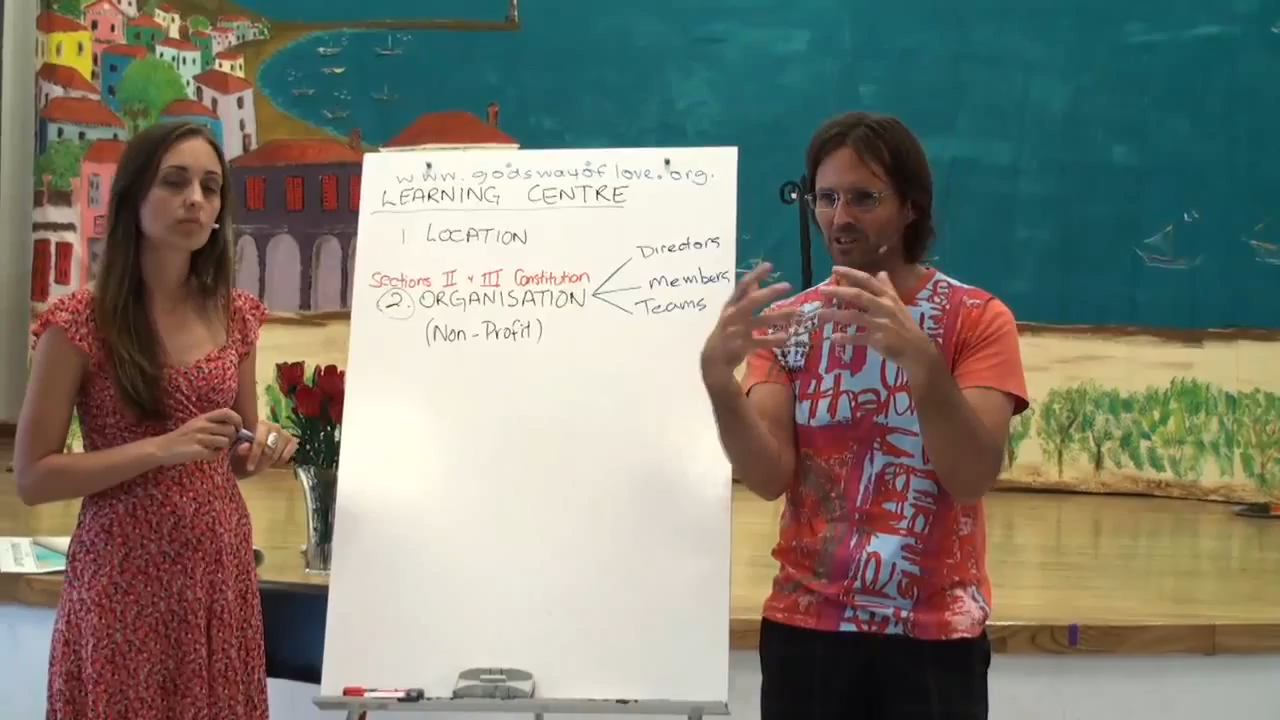 www.godswayoflove.org.
LEARNING CENTRE
1 LOCATION
Directors
Sections II & III Constitution
Members
2. ORGANISATION
Teams
(Non-Profit)